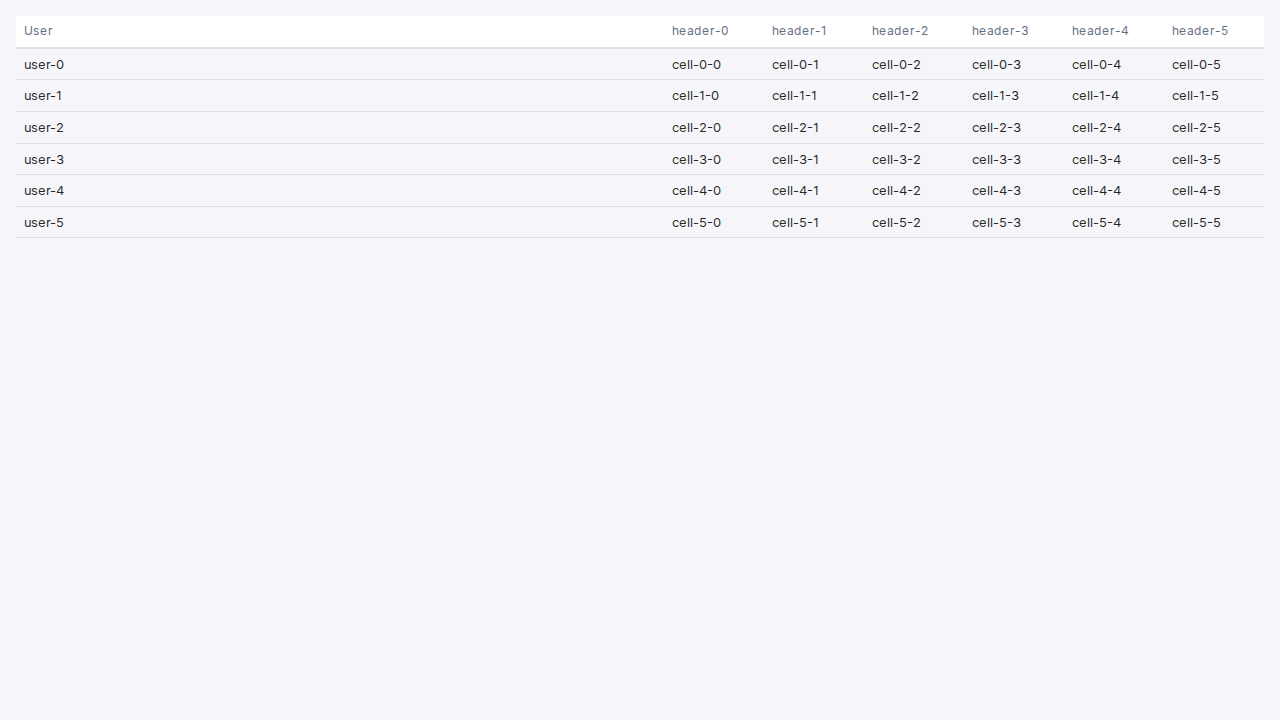 User header-0 header-1 header-2 header-3 header-4 header-5
user-0 cell-0-0 cell-0-1 cell-0-2 cell-0-3 cell-0-4 cell-0-5
user-1 cell-1-0 cell-1-1 cell-1-2 cell-1-3 cell-1-4 cell-1-5
user-2 cell-2-0 cell-2-1 cell-2-2 cell-2-3 cell-2-4 cell-2-5
user-3 cell-3-0 cell-3-1 cell-3-2 cell-3-3 cell-3-4 cell-3-5
user-4 cell-4-0 cell-4-1 cell-4-2 cell-4-3 cell-4-4 cell-4-5
user-5 cell-5-0 cell-5-1 cell-5-2 cell-5-3 cell-5-4 cell-5-5